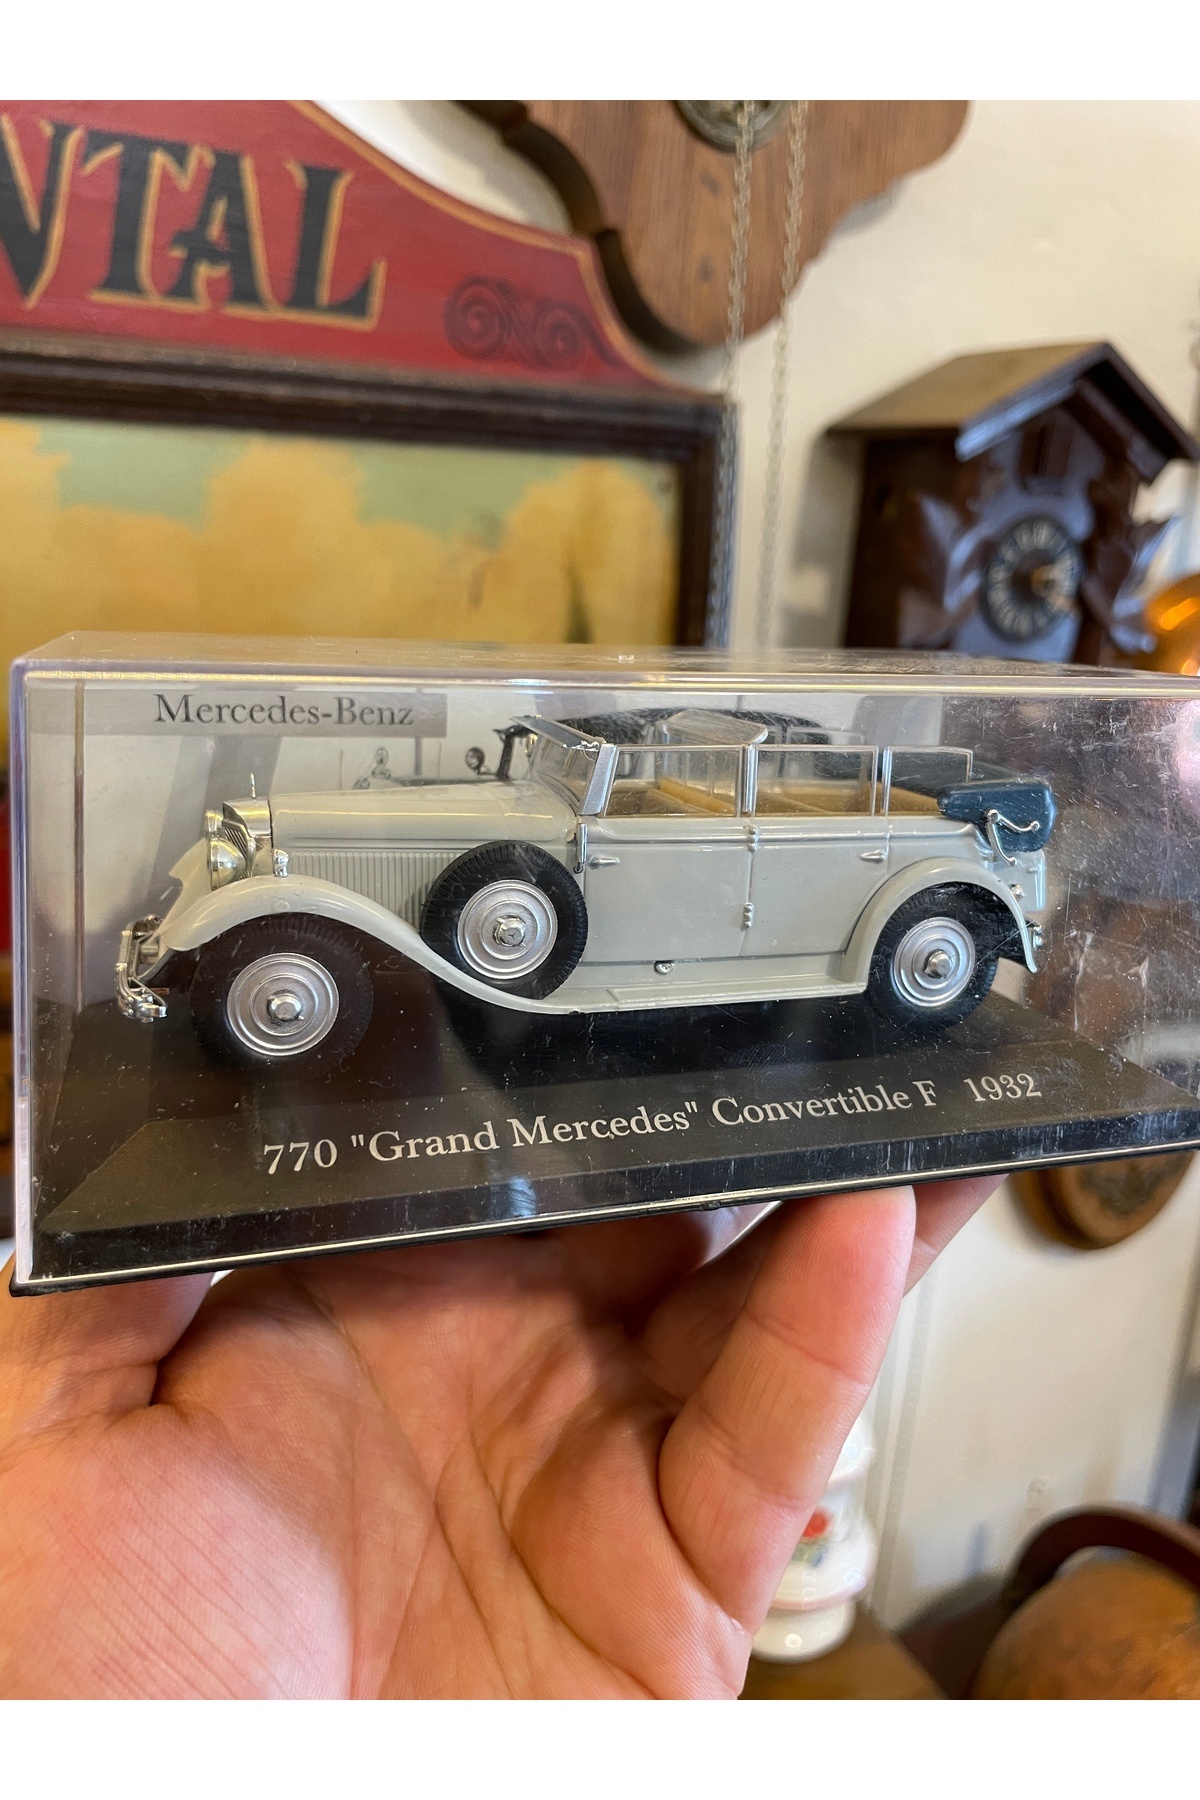 NTAL
Mercedes-Benz
770 "Grand Mercedes" Convertible F 1932